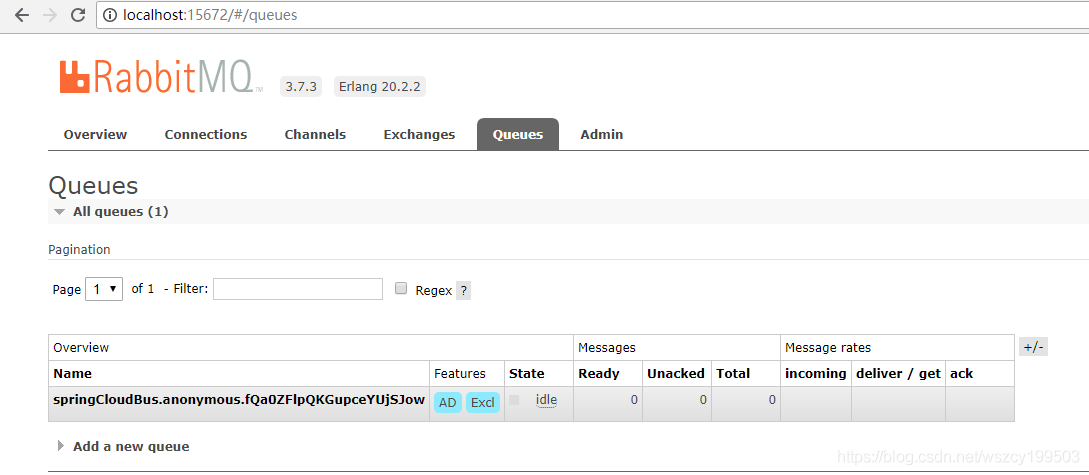 localhost:15672/#/queues
RabbitMQ TM 3.7.3 Erlang 20.2.2
Overview Connections Channels Exchanges Queues Admin
Queues
All queues (1)
Pagination
Page 1 of 1 - Filter: Regex ?
Overview Messages Message rates +/-
Name Features State Ready Unacked Total incoming deliver / get ack
springCloudBus.anonymous.fQa0ZFlpQKGupceYUjSJow AD Excl idle 0 0 0
Add a new queue
https://blog.csdn.net/wszcy199503